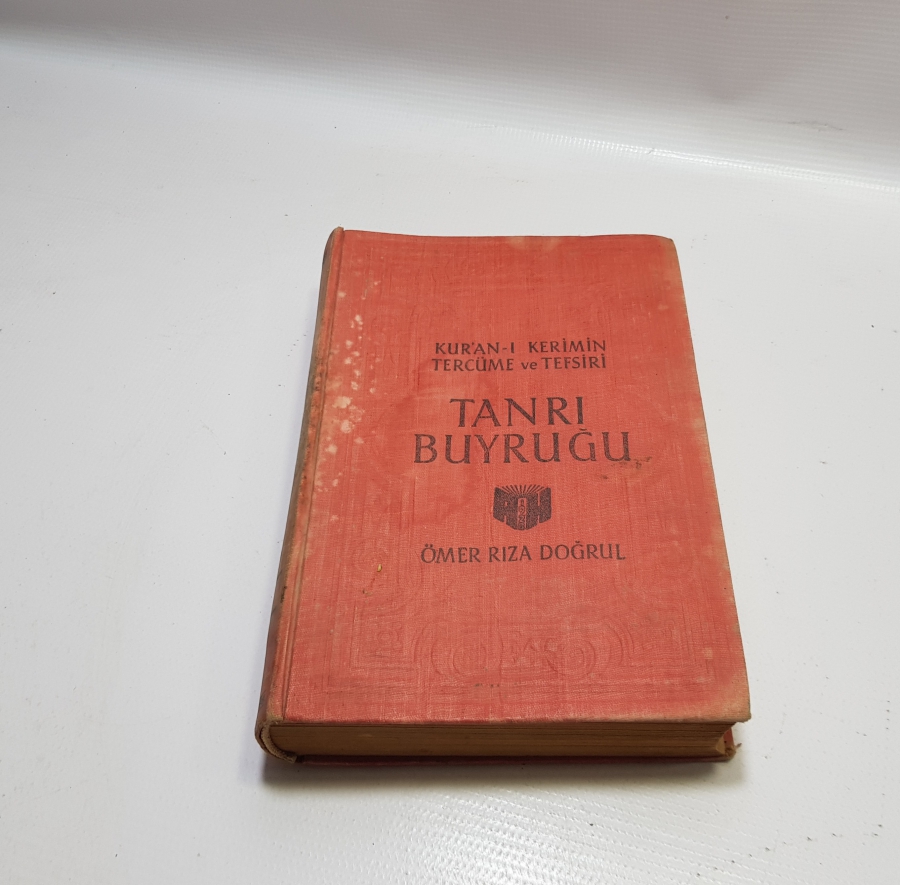 KUR'AN-I KERİMİN
TERCÜME ve TEFSİRİ
TANRI
BUYRUĞU
ÖMER RIZA DOĞRUL